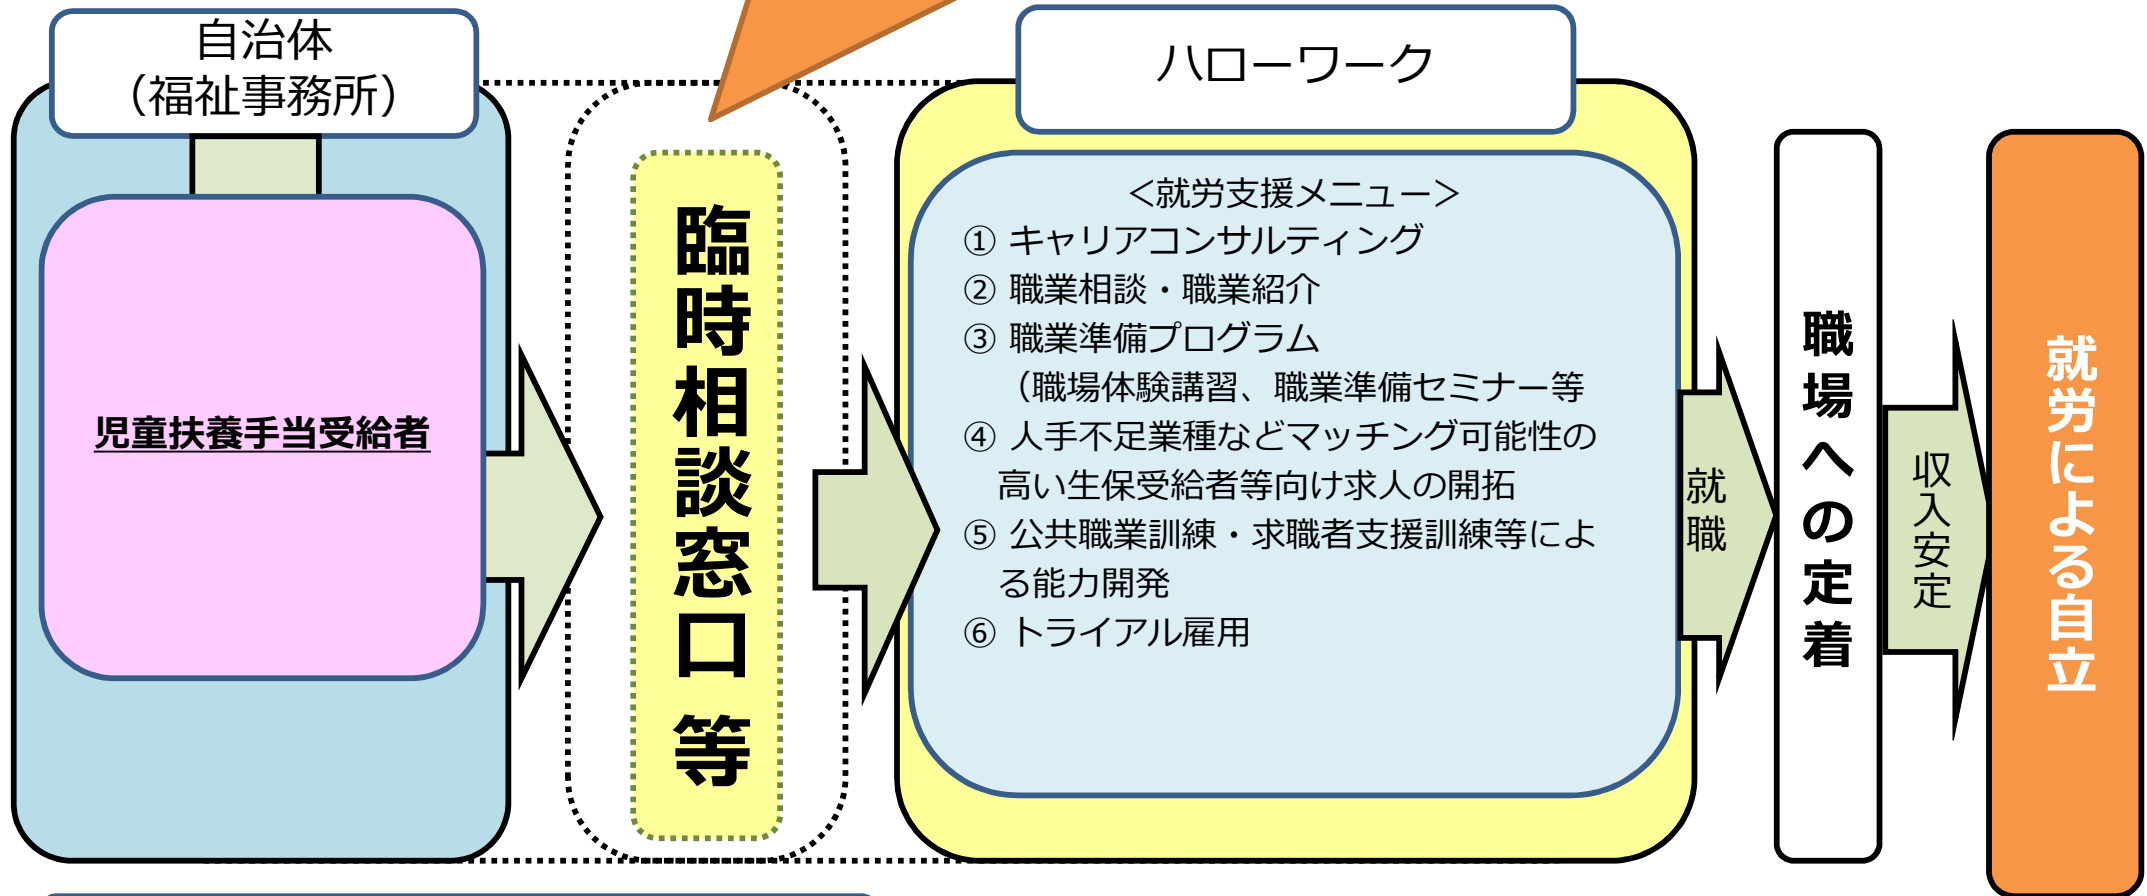 自治体
（福祉事務所）
児童扶養手当受給者
臨時相談窓口 等
ハローワーク
＜就労支援メニュー＞
① キャリアコンサルティング
② 職業相談・職業紹介
③ 職業準備プログラム
（職場体験講習、職業準備セミナー等
④ 人手不足業種などマッチング可能性の
高い生保受給者等向け求人の開拓
⑤ 公共職業訓練・求職者支援訓練等によ
る能力開発
⑥ トライアル雇用
就職
職場への定着
収入安定
就労による自立